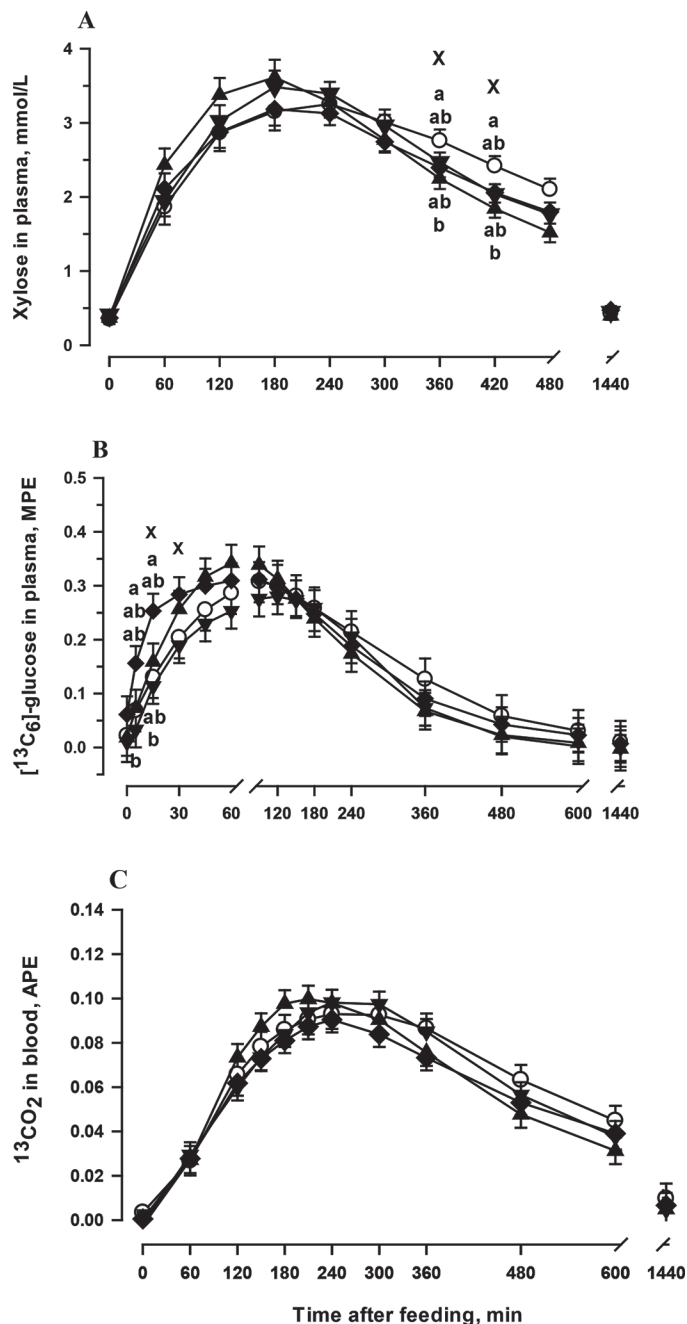 A
Xylose in plasma, mmol/L
4
3
2
1
0
X
a
ab
X
a
ab
ab
b
ab
b
0 60 120 180 240 300 360 420 480 1440
B
[¹³C₆]-glucose in plasma, MPE
0.5
0.4
0.3
0.2
0.1
0.0
a
ab
ab
X
a
ab
X
b
ab
b
0 30 60 120 180 240 360 480 600 1440
C
¹³CO₂ in blood, APE
0.14
0.12
0.10
0.08
0.06
0.04
0.02
0.00
0 60 120 180 240 300 360 480 600 1440
Time after feeding, min